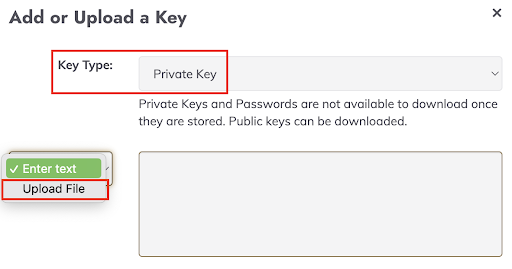 Add or Upload a Key
×
Key Type:
Private Key
Private Keys and Passwords are not available to download once
they are stored. Public keys can be downloaded.
✓ Enter text
Upload File